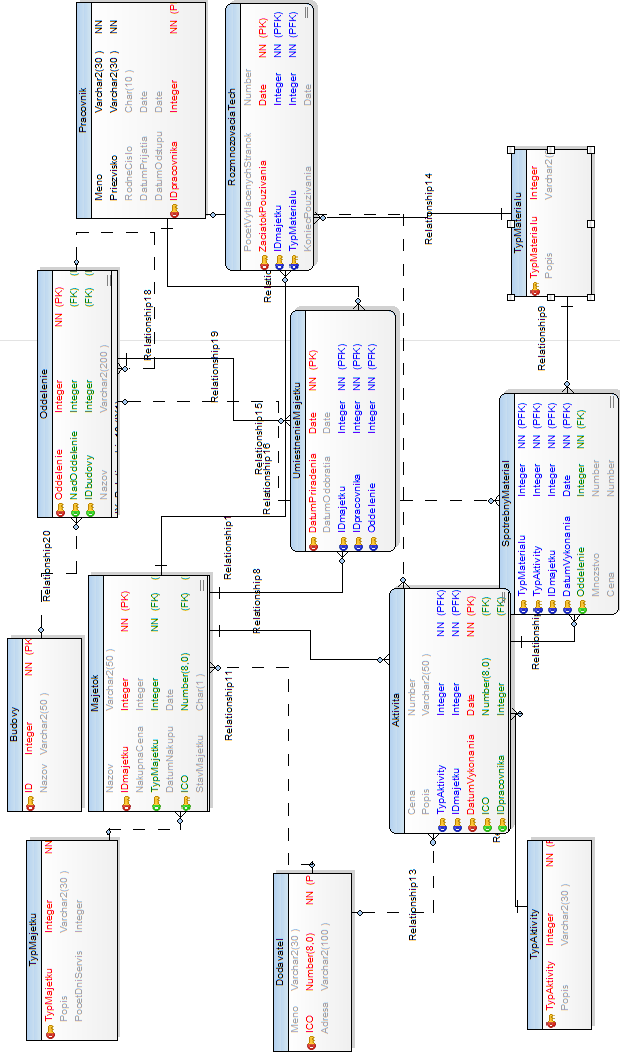 Pracovnik
Meno Varchar2(30 ) NN
Priezvisko Varchar2(30 ) NN
RodneCislo Char(10 )
DatumPrijatia Date
DatumOdstupu Date
IDpracovnika Integer NN (P
RozmnozovaciaTech
PocetVytlacenychStranok Number
ZaciatokPouzivania Date NN (PK)
IDmajetku Integer NN (PFK)
TypMaterialu Integer NN (PFK)
KoniecPouzivania Date
TypMaterialu
TypMaterialu Integer
Popis Varchar2(
Relationship14
Relationship9
Oddelenie
Oddelenie Integer NN (PK)
NadOddelenie Integer
IDbudovy Integer
Nazov Varchar2(200 )
Relationship18
Relationship19
Relationship15
Relationship16
UmiestnenieMajetku
DatumPriradenia Date NN (PK)
DatumOdobratia Date
IDmajetku Integer NN (PFK)
IDpracovnika Integer NN (PFK)
Oddelenie Integer NN (PFK)
SpotrebnyMaterial
TypMaterialu Integer NN (PFK)
TypAktivity Integer NN (PFK)
IDmajetku Integer NN (PFK)
DatumVykonania Date NN (PFK)
Oddelenie Integer NN (FK)
Mnozstvo Number
Cena Number
Relationship20
Relationship1
Relationship8
Relationship11
Relationship
Budovy
ID Integer NN (PK
Nazov Varchar2(50 )
Majetok
Nazov Varchar2(50 )
IDmajetku Integer NN (PK)
NakupnaCena Integer
TypMajetku Integer NN (FK)
DatumNakupu Date
ICO Number(8,0) (FK)
StavMajetku Char(1 )
Aktivita
Cena Number
Popis Varchar2(50 )
TypAktivity Integer NN (PFK)
IDmajetku Integer NN (PFK)
DatumVykonania Date NN (PK)
ICO Number(8,0) (FK)
IDpracovnika Integer (FK)
TypMajetku
TypMajetku Integer NN
Popis Varchar2(30 )
PocetDniServis Integer
Dodavatel
Meno Varchar2(30 )
ICO Number(8,0) NN (P
Adresa Varchar2(100 )
Relationship13
TypAktivity
TypAktivity Integer NN (F
Popis Varchar2(30 )